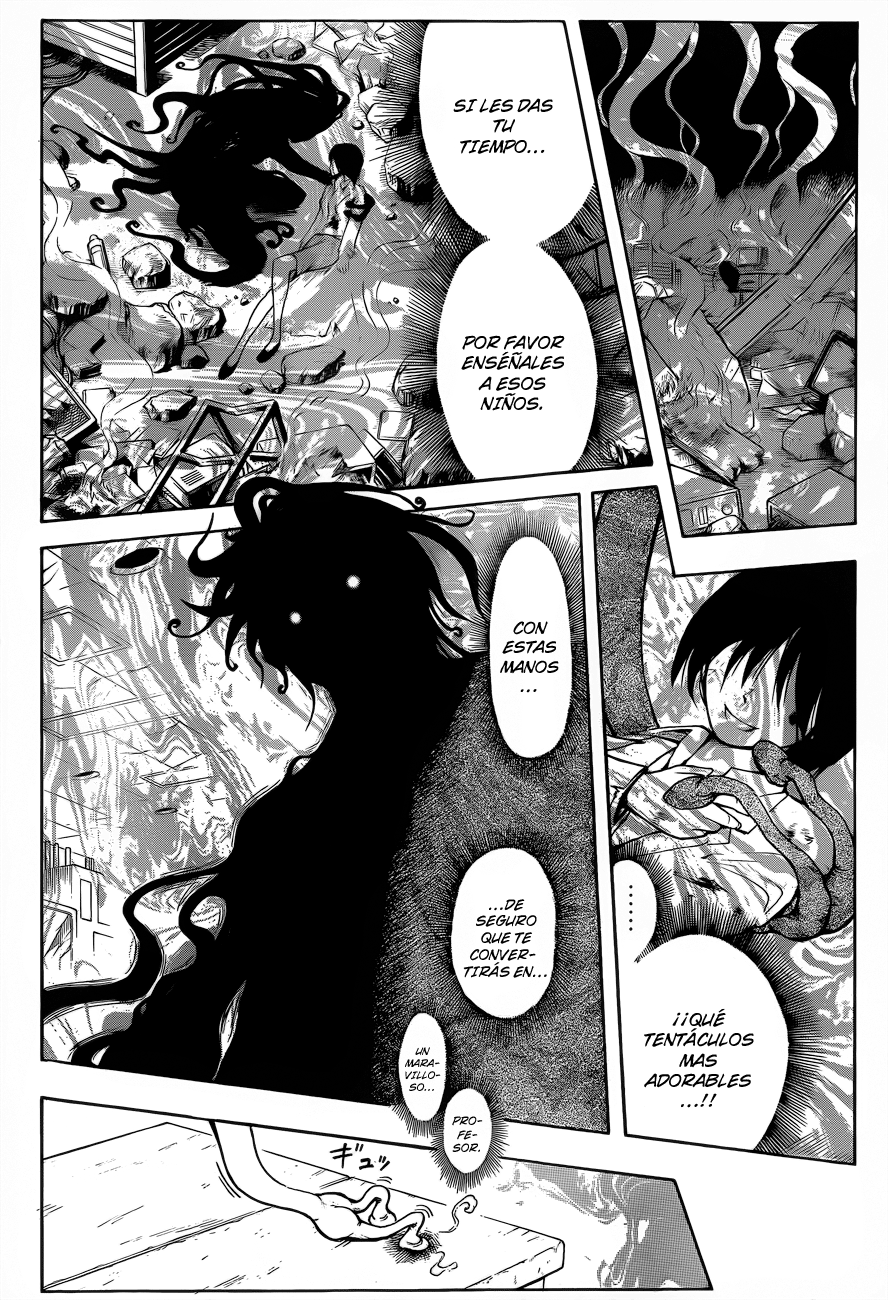 SI LES DAS
TU
TIEMPO...
POR FAVOR
ENSÉÑALES
A ESOS
NIÑOS.
......
¡¡QUÉ
TENTÁCULOS
MAS
ADORABLES
...!!
CON
ESTAS
MANOS
...
...DE
SEGURO
QUE TE
CONVER-
TIRÁS EN...
UN
MARA-
VILLO-
SO...
PRO-
FE-
SOR.
ギュッ